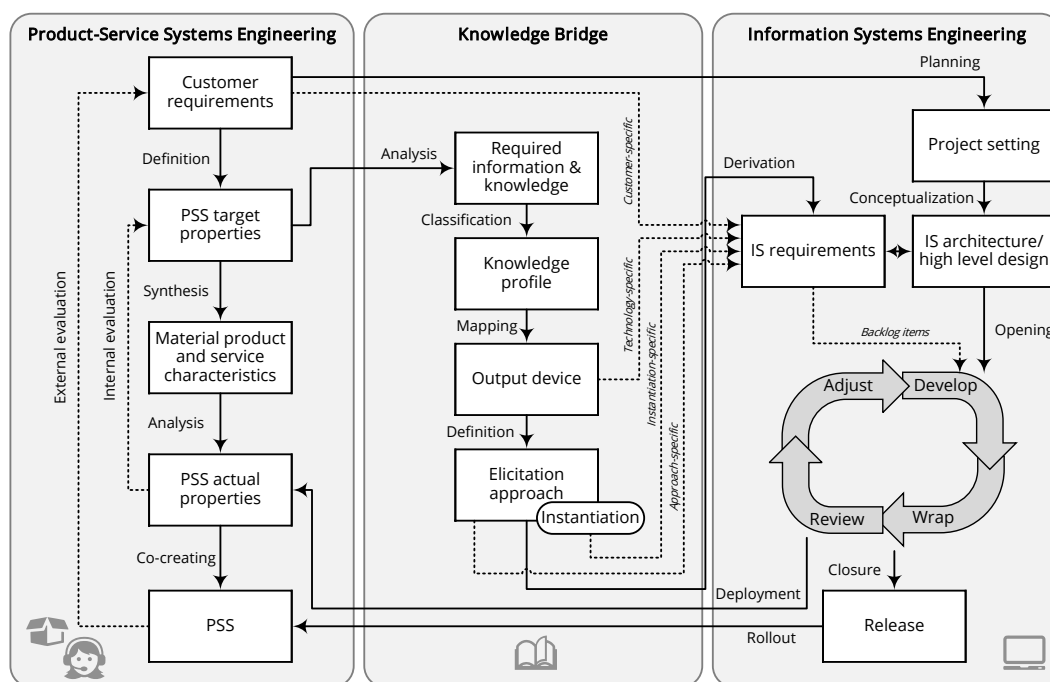 Product-Service Systems Engineering
Customer
requirements
Definition
PSS target
properties
Synthesis
Material product
and service
characteristics
Analysis
PSS actual
properties
Co-creating
PSS
External evaluation
Internal evaluation
Knowledge Bridge
Analysis
Required
information &
knowledge
Classification
Knowledge
profile
Mapping
Output device
Definition
Elicitation
approach
Instantiation
Customer-specific
Technology-specific
Instantiation-specific
Approach-specific
Information Systems Engineering
Planning
Project setting
Derivation
Conceptualization
IS requirements
IS architecture/
high level design
Backlog items
Opening
Adjust
Develop
Review
Wrap
Closure
Deployment
Rollout
Release